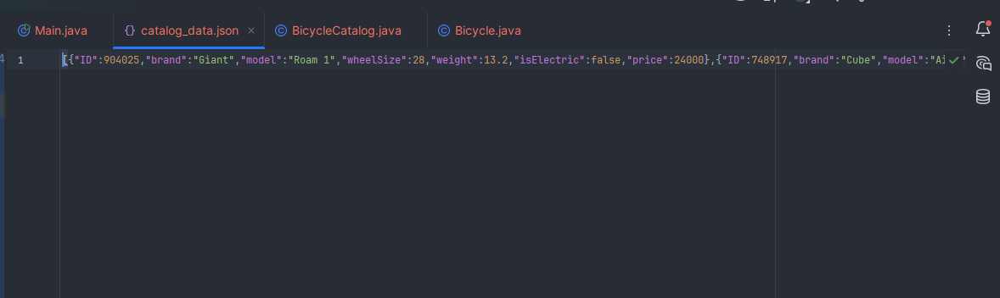 Main.java
catalog_data.json
BicycleCatalog.java
Bicycle.java
1 [{"ID":904025,"brand":"Giant","model":"Roam 1","wheelSize":28,"weight":13.2,"isElectric":false,"price":24000},{"ID":748917,"brand":"Cube","model":"Ai